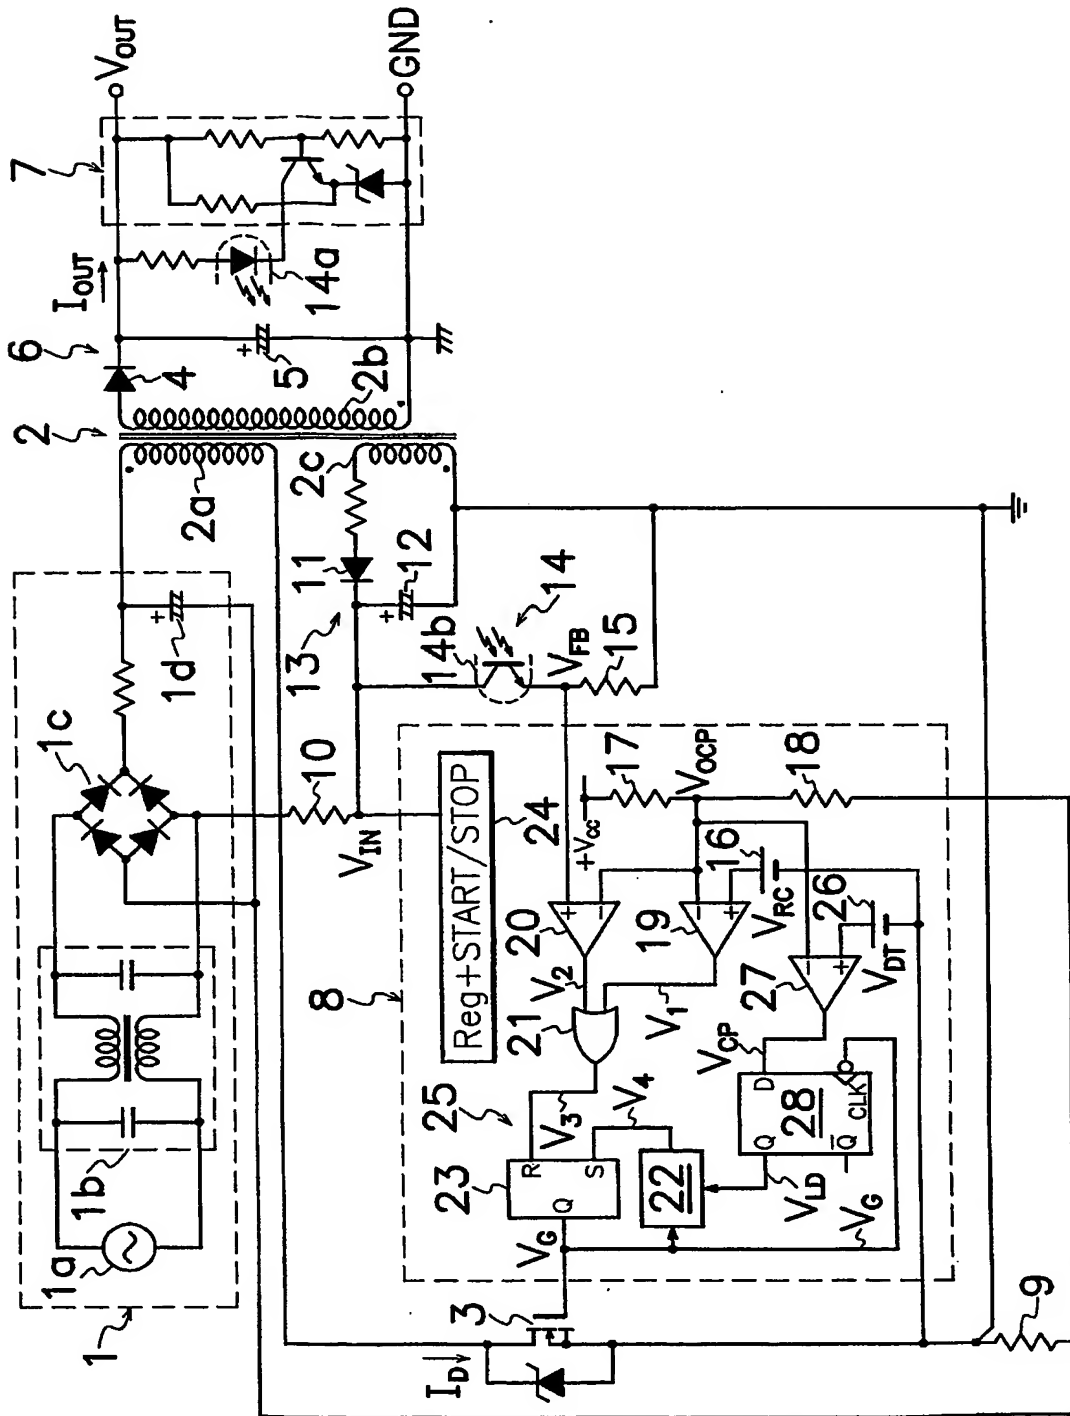 V_OUT
GND
7
I_OUT
14a
6
4
5
2b
2
2a
2c
1d
1c
1b
1a
1
10
11
12
13
14
14b
V_IN
V_FB
15
Reg+START/STOP
24
8
+V_CC
17
V_OCP
18
20
19
16
V_RC
V_2
V_1
21
26
V_DT
27
V_CP
25
V_3
V_4
23
R
S
Q
22
D
Q
28
Q̅
CLK
V_LD
V_G
V_G
3
I_D
9
+
+
+
+
−
−
+
−
+